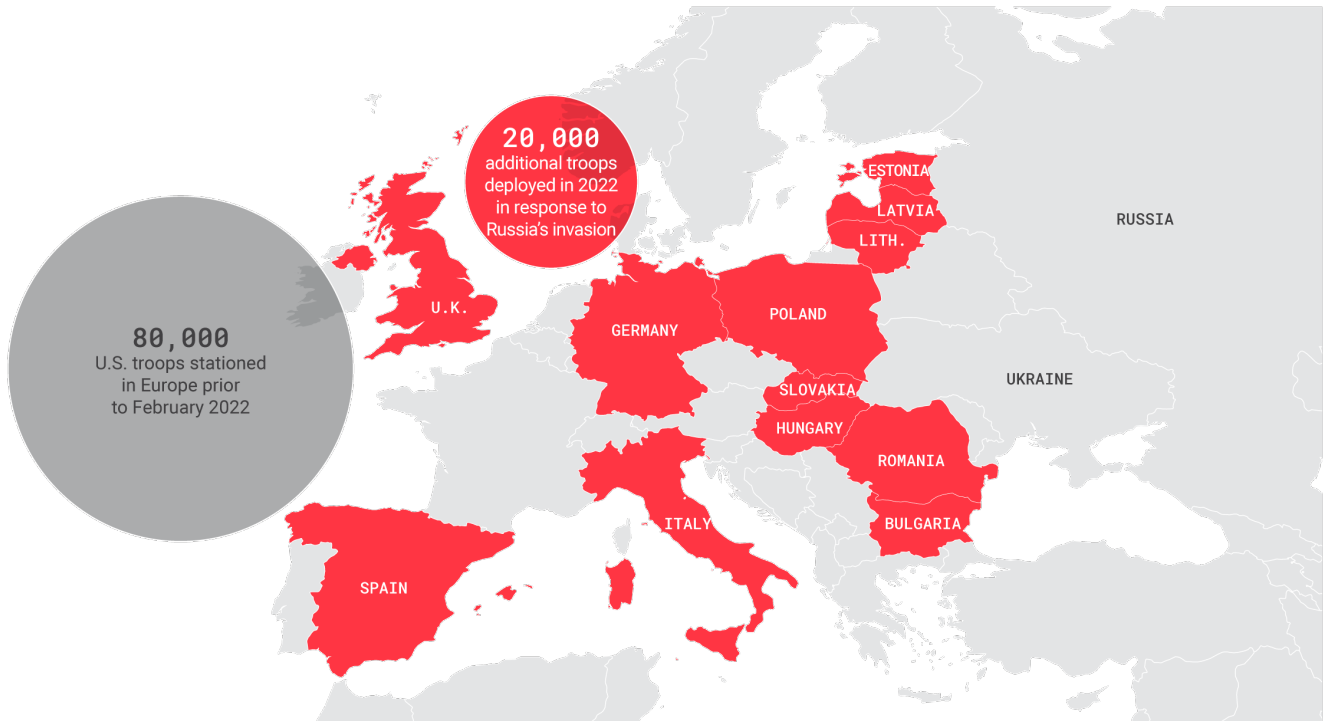 20,000
additional troops
deployed in 2022
in response to
Russia's invasion
80,000
U.S. troops stationed
in Europe prior
to February 2022
ESTONIA
LATVIA
LITH.
RUSSIA
U.K.
GERMANY
POLAND
SLOVAKIA
UKRAINE
HUNGARY
ROMANIA
ITALY
BULGARIA
SPAIN